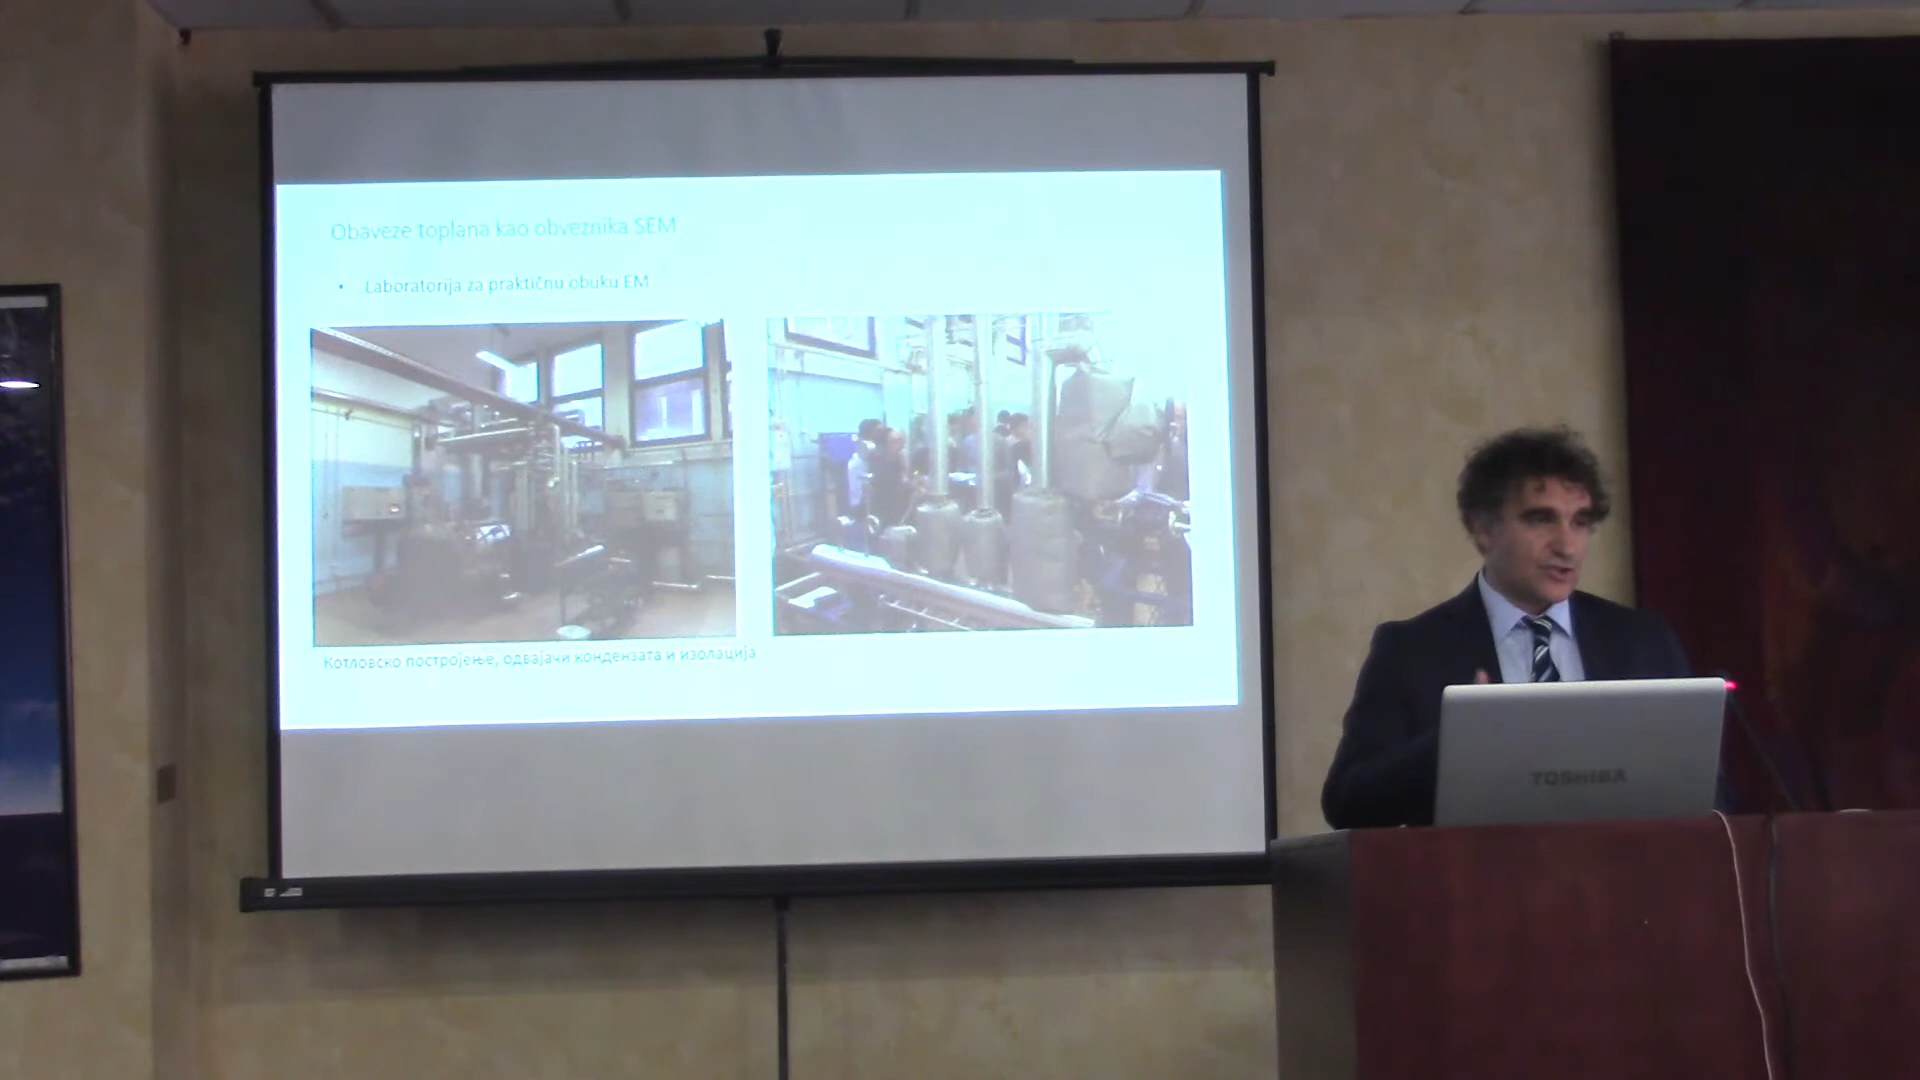 Obaveze toplana kao obveznika SEM
• Laboratorija za praktičnu obuku EM
Котловско постројење, одвајачи кондензата и изолација
TOSHIBA